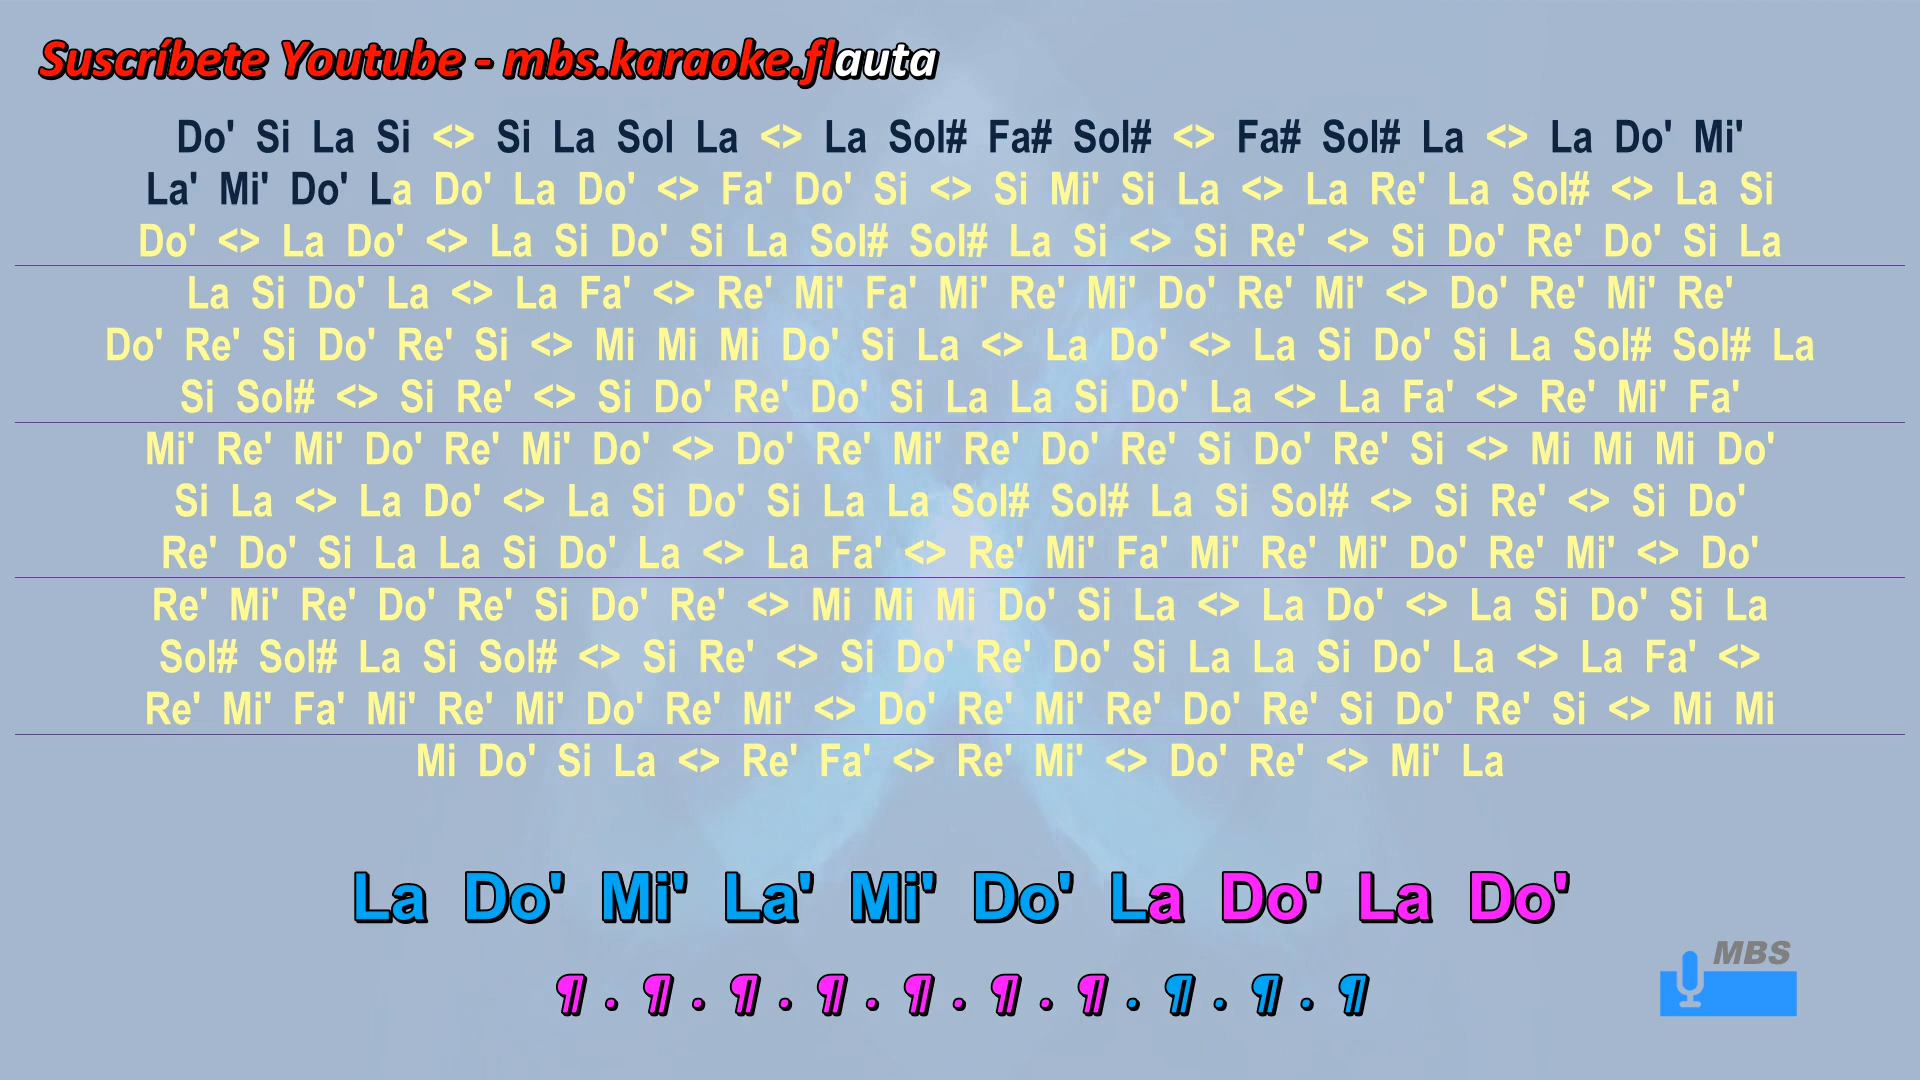 Suscríbete Youtube - mbs.karaoke.flauta
Do' Si La Si <> Si La Sol La <> La Sol# Fa# Sol# <> Fa# Sol# La <> La Do' Mi'
La' Mi' Do' La Do' La Do' <> Fa' Do' Si <> Si Mi' Si La <> La Re' La Sol# <> La Si
Do' <> La Do' <> La Si Do' Si La Sol# Sol# La Si <> Si Re' <> Si Do' Re' Do' Si La
La Si Do' La <> La Fa' <> Re' Mi' Fa' Mi' Re' Mi' Do' Re' Mi' <> Do' Re' Mi' Re'
Do' Re' Si Do' Re' Si <> Mi Mi Mi Do' Si La <> La Do' <> La Si Do' Si La Sol# Sol# La
Si Sol# <> Si Re' <> Si Do' Re' Do' Si La La Si Do' La <> La Fa' <> Re' Mi' Fa'
Mi' Re' Mi' Do' Re' Mi' Do' <> Do' Re' Mi' Re' Do' Re' Si Do' Re' Si <> Mi Mi Mi Do'
Si La <> La Do' <> La Si Do' Si La La Sol# Sol# La Si Sol# <> Si Re' <> Si Do'
Re' Do' Si La La Si Do' La <> La Fa' <> Re' Mi' Fa' Mi' Re' Mi' Do' Re' Mi' <> Do'
Re' Mi' Re' Do' Re' Si Do' Re' <> Mi Mi Mi Do' Si La <> La Do' <> La Si Do' Si La
Sol# Sol# La Si Sol# <> Si Re' <> Si Do' Re' Do' Si La La Si Do' La <> La Fa' <>
Re' Mi' Fa' Mi' Re' Mi' Do' Re' Mi' <> Do' Re' Mi' Re' Do' Re' Si Do' Re' Si <> Mi Mi
Mi Do' Si La <> Re' Fa' <> Re' Mi' <> Do' Re' <> Mi' La
La Do' Mi' La' Mi' Do' La Do' La Do'
¶ . ¶ . ¶ . ¶ . ¶ . ¶ . ¶ . ¶ . ¶ . ¶
MBS